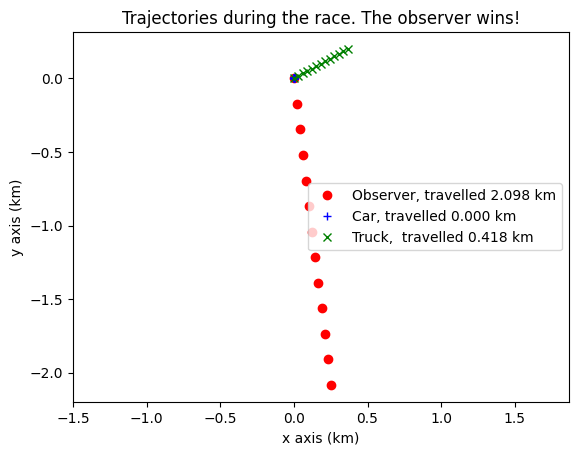 Trajectories during the race. The observer wins!
y axis (km)
0.0
−0.5
−1.0
−1.5
−2.0
Observer, travelled 2.098 km
Car, travelled 0.000 km
Truck,  travelled 0.418 km
−1.5 −1.0 −0.5 0.0 0.5 1.0 1.5
x axis (km)